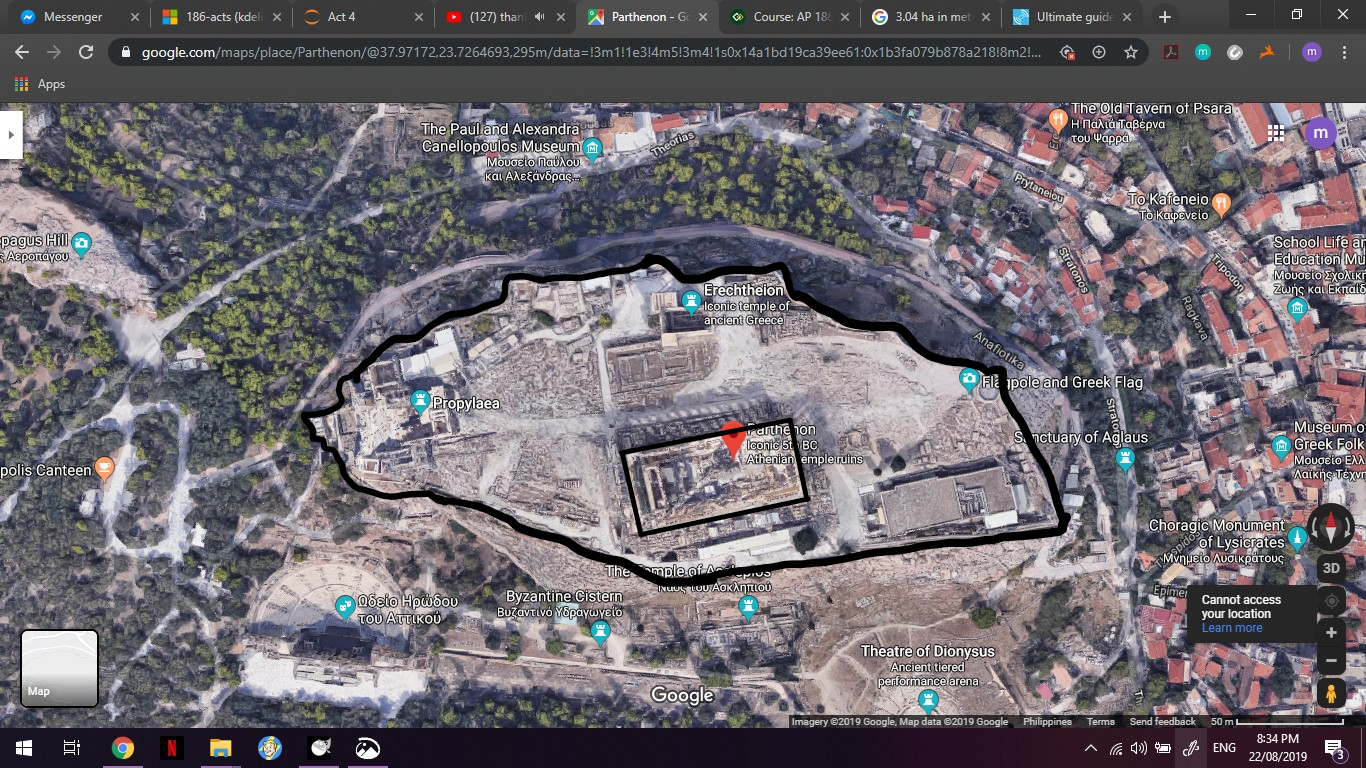 Messenger
186-acts (kdeli
Act 4
(127) than
Parthenon - Go
Course: AP 186
3.04 ha in met
Ultimate guide
google.com/maps/place/Parthenon/@37.97172,23.7264693,295m/data=!3m1!1e3!4m5!3m4!1s0x14a1bd19ca39ee61:0x1b3fa079b878a218!8m2!...
m
m
Apps
The Old Tavern of Psara
Η Παλιά Ταβέρνα
του Ψάρρα
m
The Paul and Alexandra
Canellopoulos Museum
Μουσείο Παύλου
και Αλεξάνδρας...
Theorias
Prytaneiou
To Kafeneio
Το Καφενείο
opagus Hill
ς Αρεοπάγου
School Life an
Education Mu
Μουσείο Σχολική
Ζωής και Εκπαίδ
Stratonos
Tripodon
Ragkava
Erechtheion
Iconic temple of
ancient Greece
Anafiotika
Flagpole and Greek Flag
Propylaea
Strato
Parthenon
Iconic 5th BC
Athenian temple ruins
Sanctuary of Aglaus
Museum o
Greek Folk
Μουσείο Ελλ
Λαϊκής Τέχν
opolis Canteen
Choragic Monument
of Lysicrates
Μνημείο Λυσικράτους
Thespidos
Epimen
3D
The Temple of Asclepios
Ναός του Ασκληπιού
Byzantine Cistern
Βυζαντινό Υδραγωγείο
Ωδείο Ηρώδου
του Αττικού
Cannot access
your location
Learn more
Theatre of Dionysus
Ancient tiered
performance arena
Map
Google
Imagery ©2019 Google, Map data ©2019 Google
Philippines
Terms
Send feedback
50 m
N
ENG
8:34 PM
22/08/2019
3